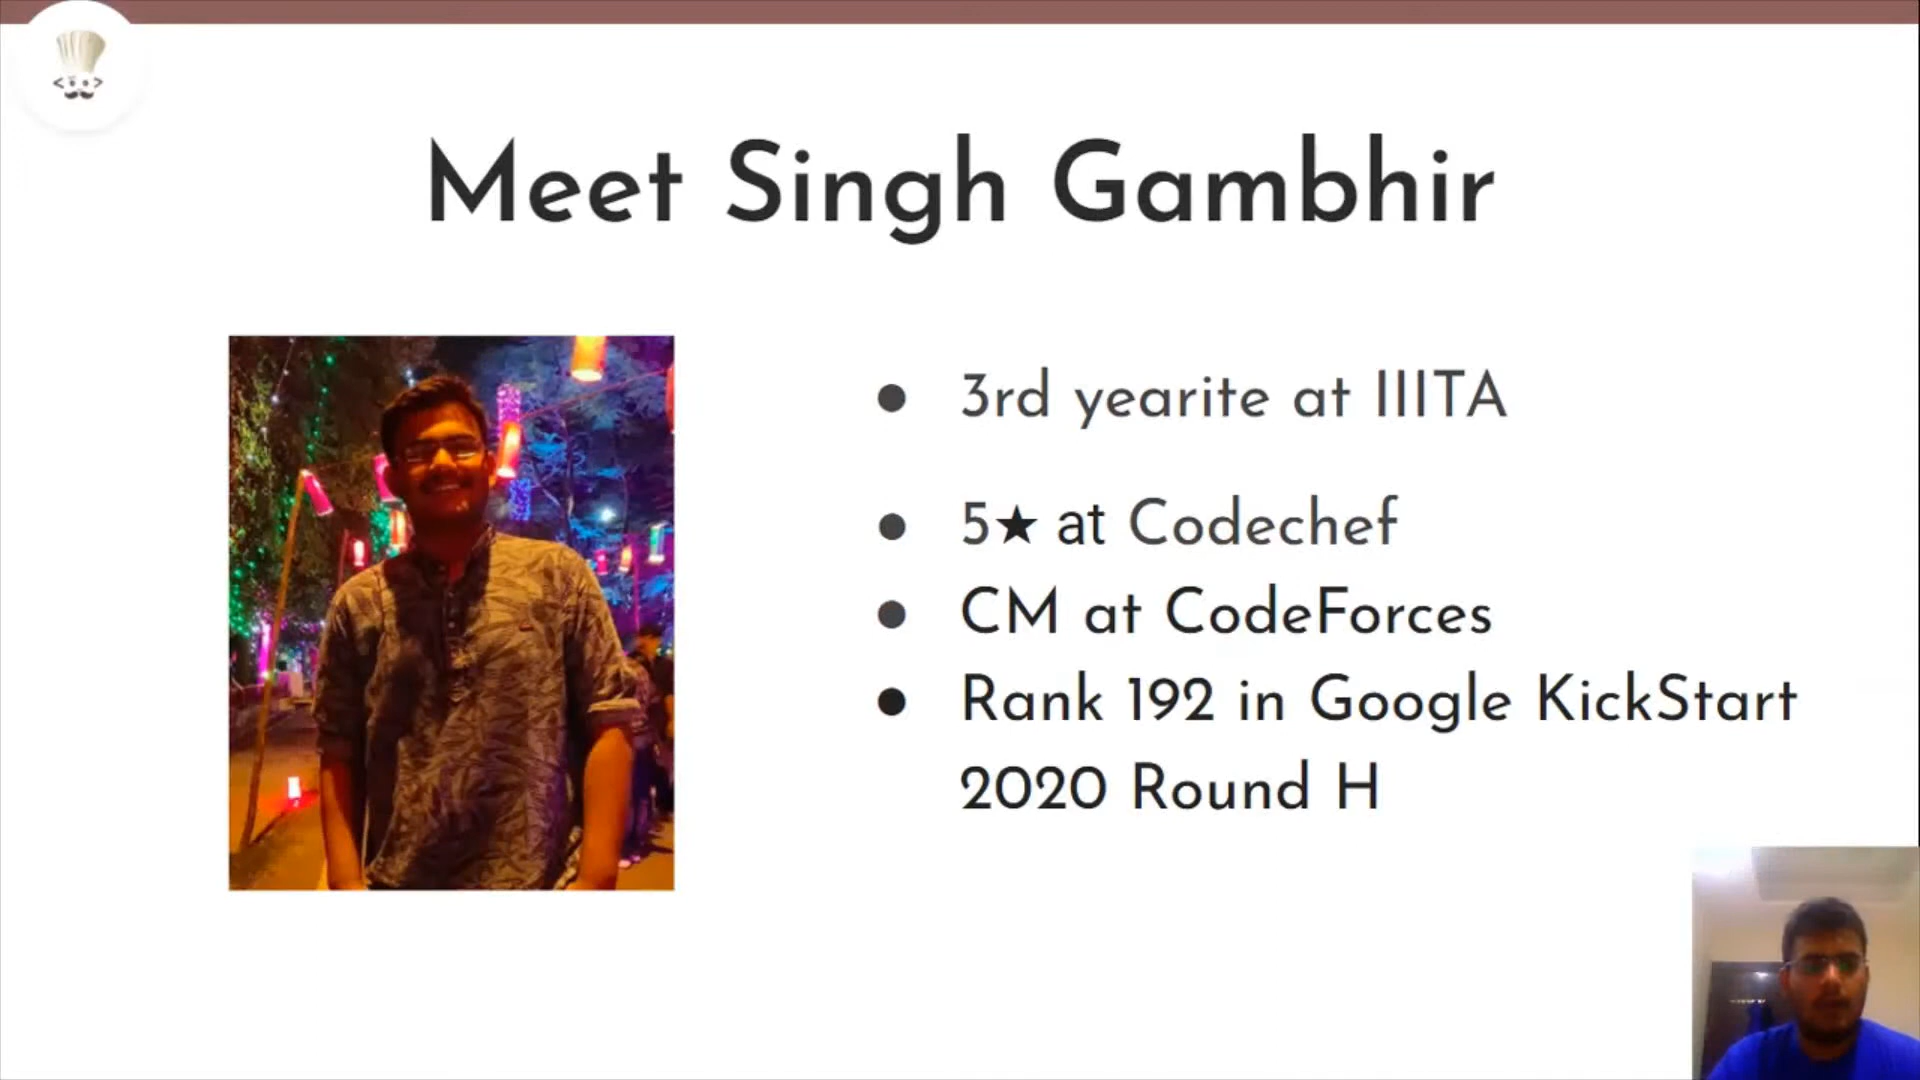 Meet Singh Gambhir
● 3rd yearite at IIITA
● 5★ at Codechef
● CM at CodeForces
● Rank 192 in Google KickStart
2020 Round H